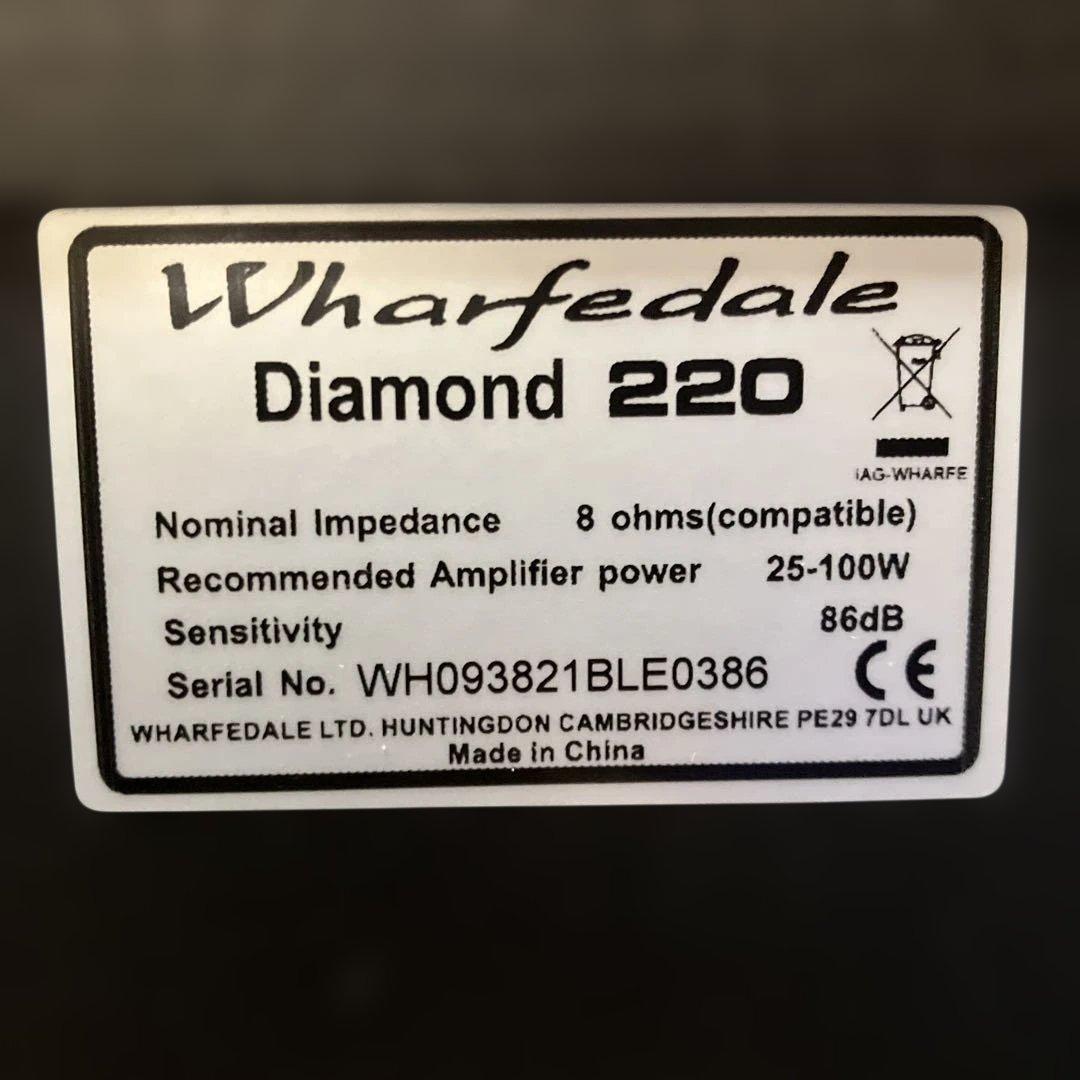 Wharfedale
Diamond 220
IAG-WHARFE
Nominal Impedance 8 ohms(compatible)
Recommended Amplifier power 25-100W
Sensitivity 86dB
Serial No. WH093821BLE0386 CE
WHARFEDALE LTD. HUNTINGDON CAMBRIDGESHIRE PE29 7DL UK
Made in China